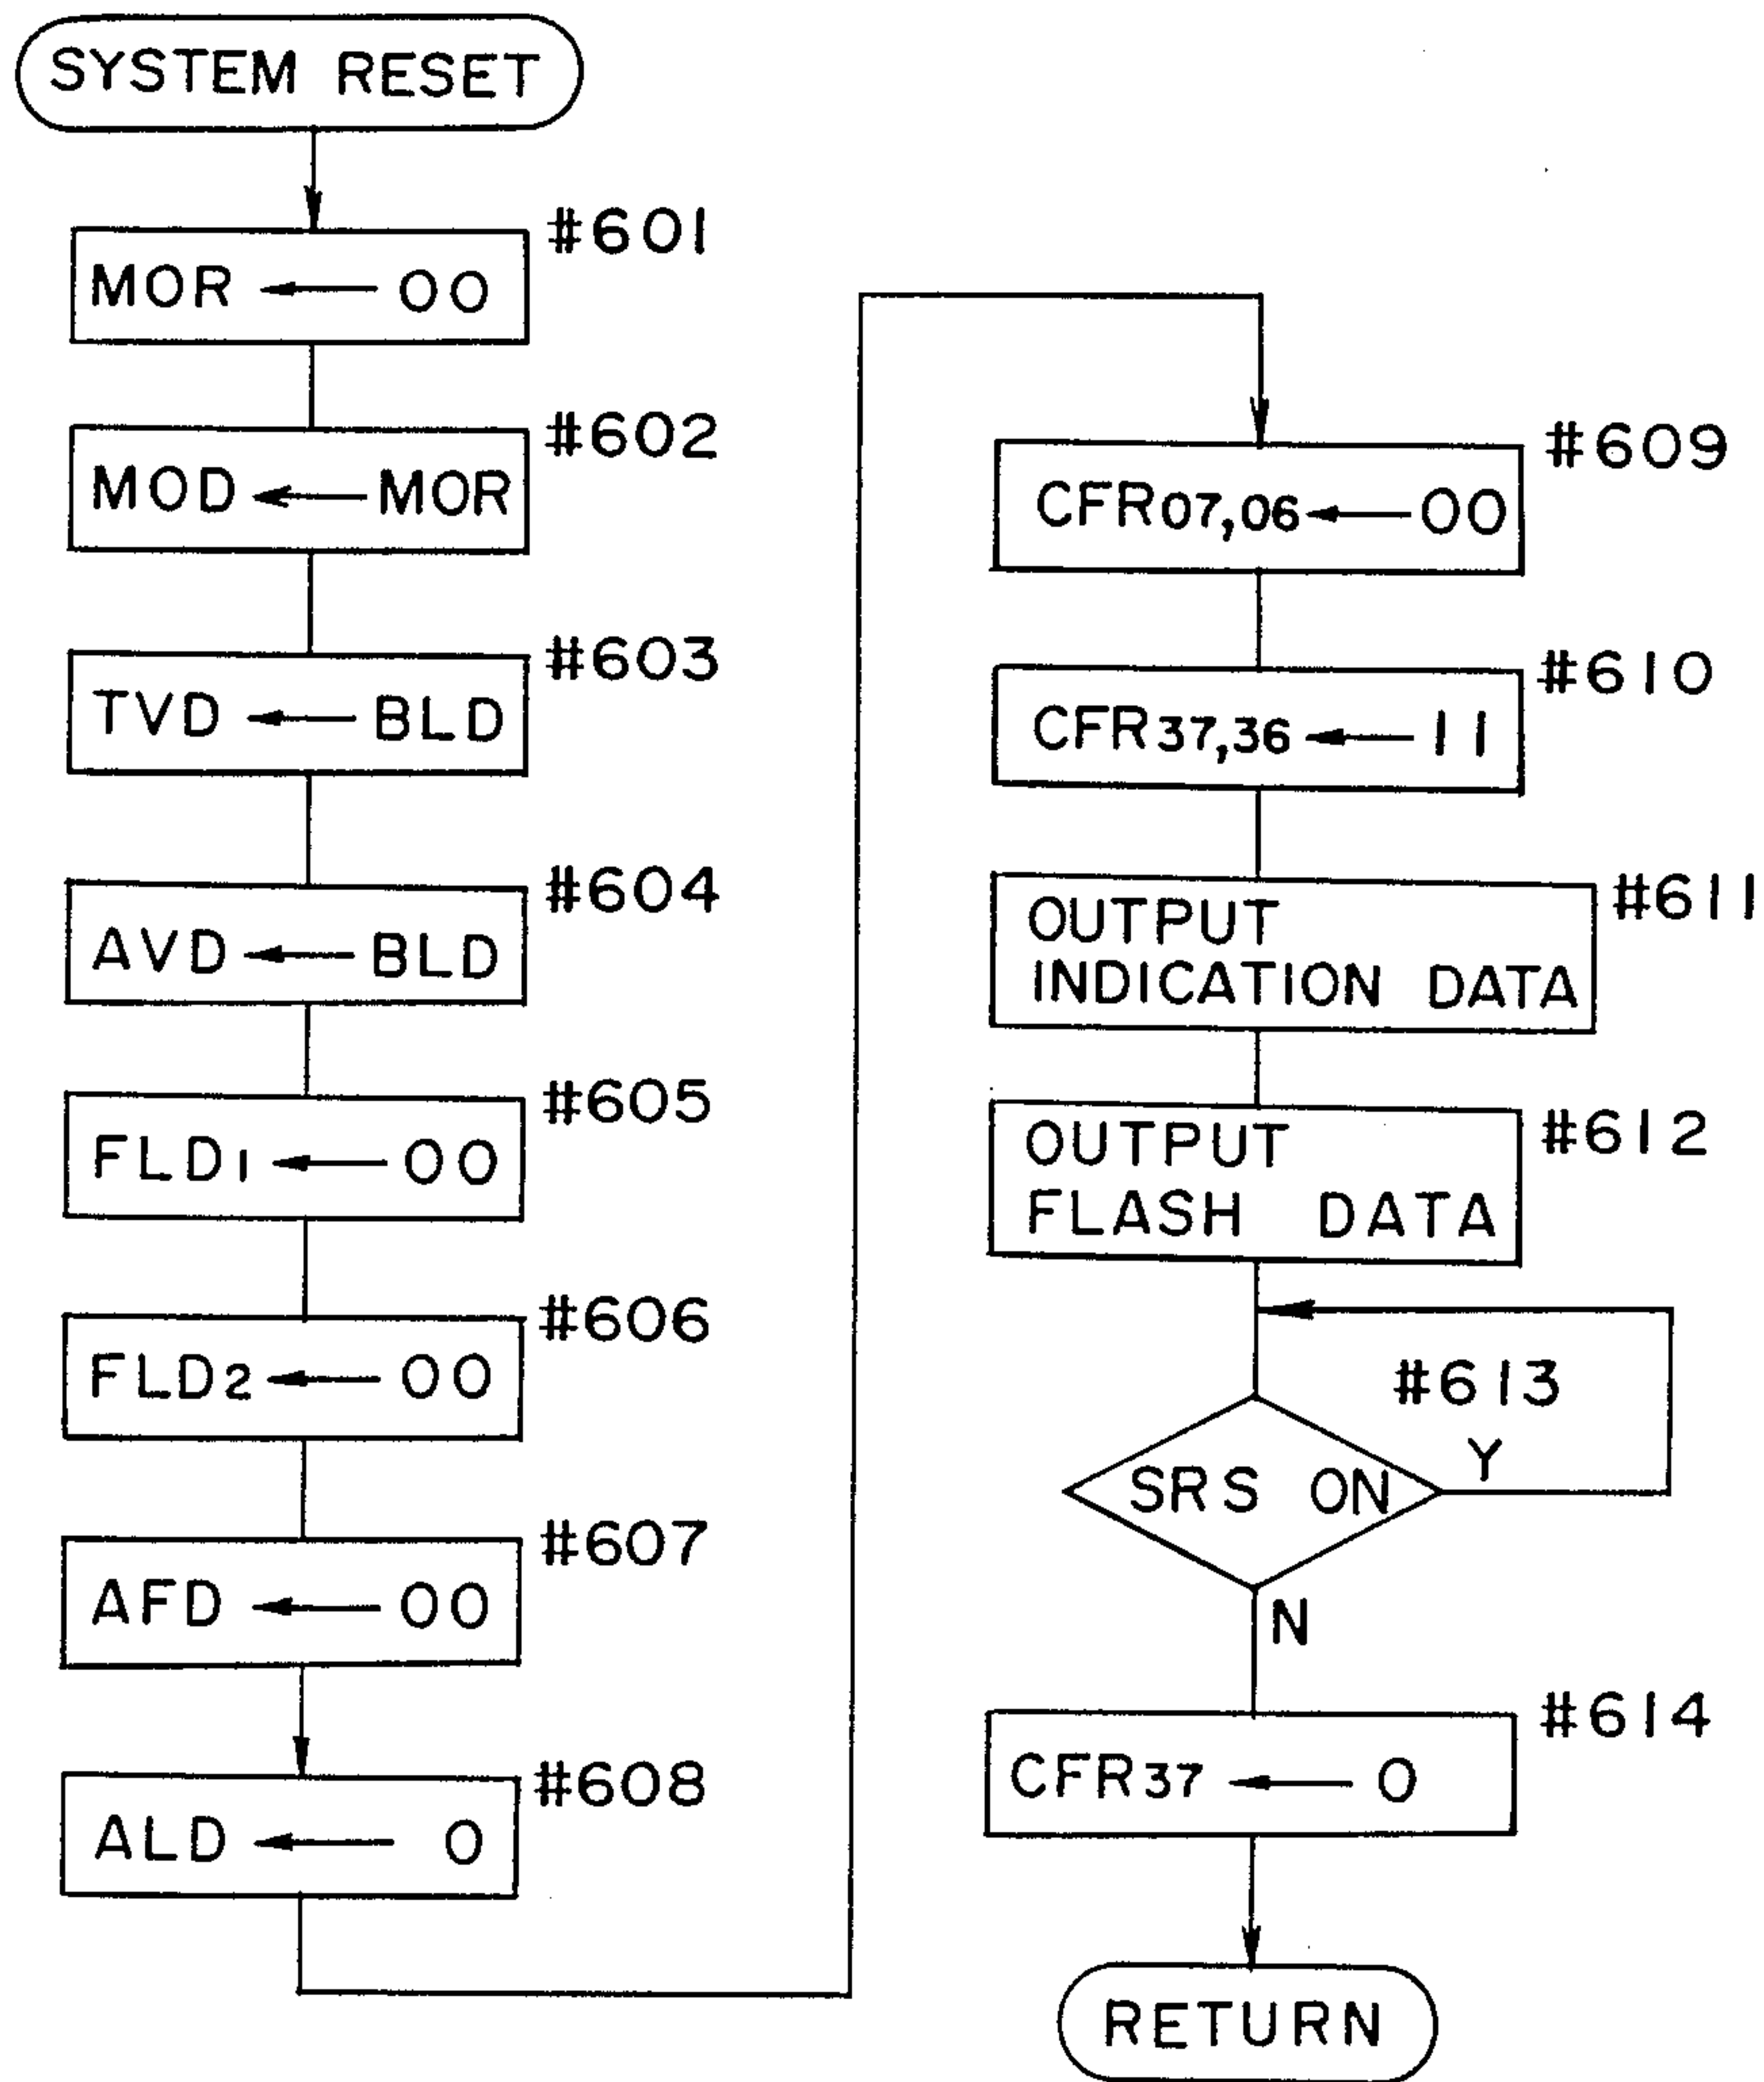 SYSTEM RESET
#601
MOR ← 00
#602
MOD ← MOR
#603
TVD ← BLD
#604
AVD ← BLD
#605
FLD1 ← 00
#606
FLD2 ← 00
#607
AFD ← 00
#608
ALD ← 0
#609
CFR07,06 ← 00
#610
CFR37,36 ← 11
#611
OUTPUT
INDICATION DATA
#612
OUTPUT
FLASH DATA
#613
SRS ON
Y
N
#614
CFR37 ← 0
RETURN